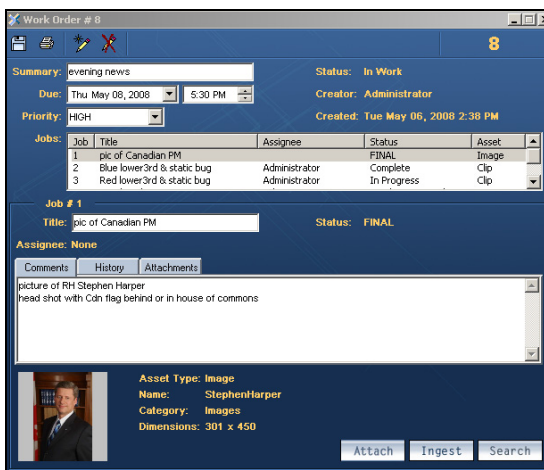 Work Order # 8
8
Summary: evening news Status: In Work
Due: Thu May 08, 2008 5:30 PM Creator: Administrator
Priority: HIGH Created: Tue May 06, 2008 2:38 PM
Jobs: Job Title Assignee Status Asset
1 pic of Canadian PM FINAL Image
2 Blue lower3rd & static bug Administrator Complete Clip
3 Red lower3rd & static bug Administrator In Progress Clip
Job # 1
Title: pic of Canadian PM Status: FINAL
Assignee: None
Comments History Attachments
picture of RH Stephen Harper
head shot with Cdn flag behind or in house of commons
Asset Type: Image
Name: StephenHarper
Category: Images
Dimensions: 301 x 450
Attach Ingest Search